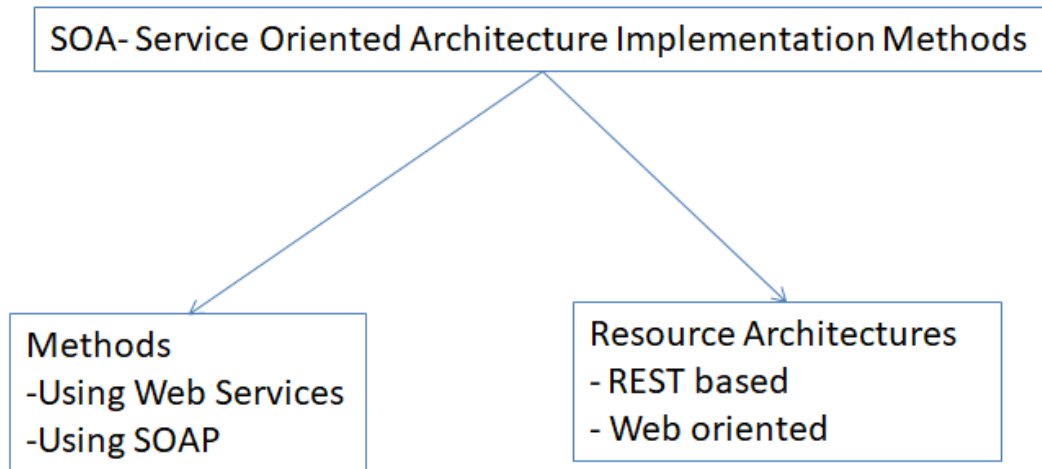 SOA- Service Oriented Architecture Implementation Methods
Methods
-Using Web Services
-Using SOAP
Resource Architectures
- REST based
- Web oriented